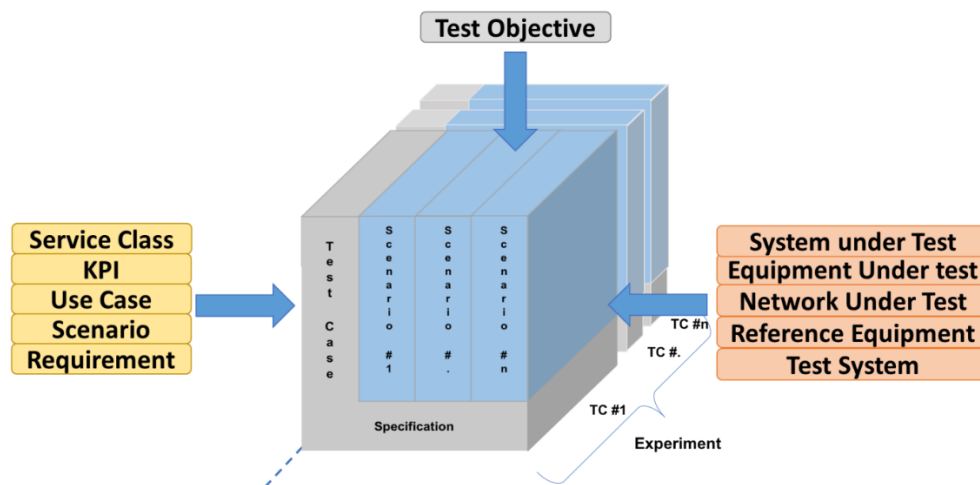 Test Objective
Service Class
KPI
Use Case
Scenario
Requirement
Test Case
Scenario #1
Scenario #.
Scenario #n
Specification
System under Test
Equipment Under test
Network Under Test
Reference Equipment
Test System
TC #n
TC #.
TC #1
Experiment